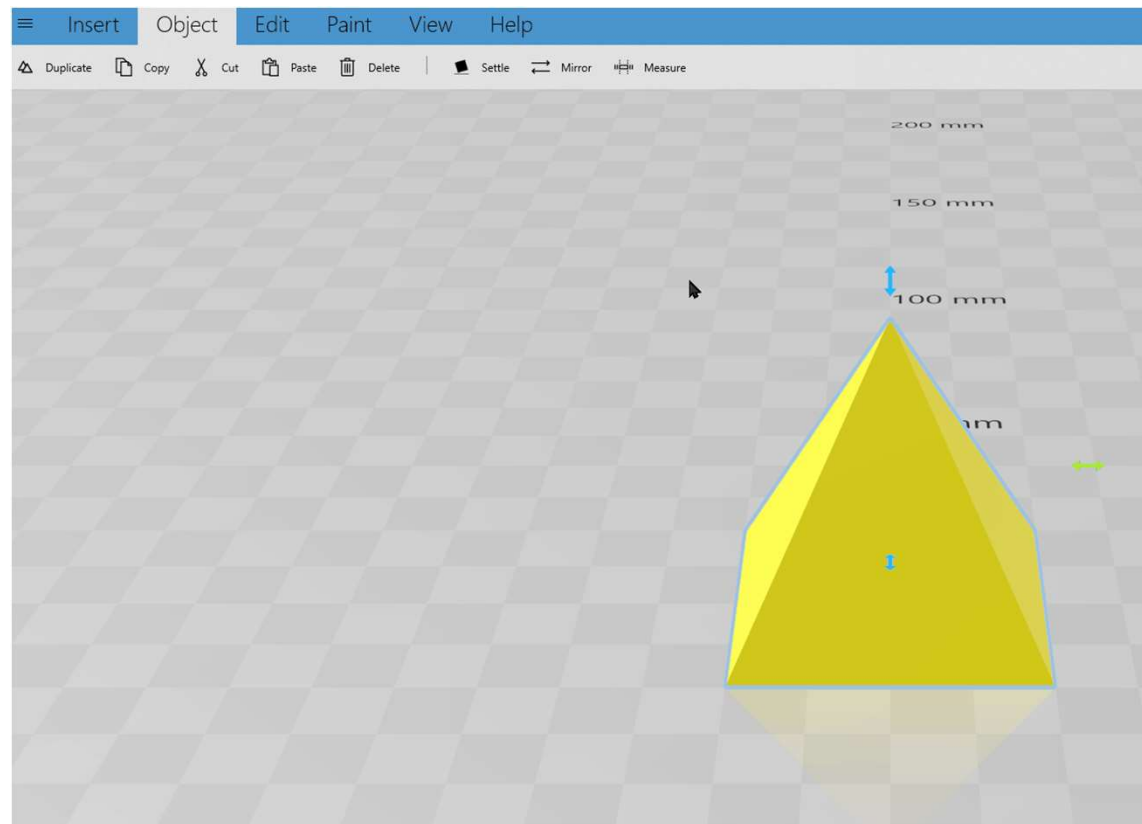 Insert Object Edit Paint View Help
Duplicate Copy Cut Paste Delete Settle Mirror Measure
200 mm
150 mm
100 mm
mm